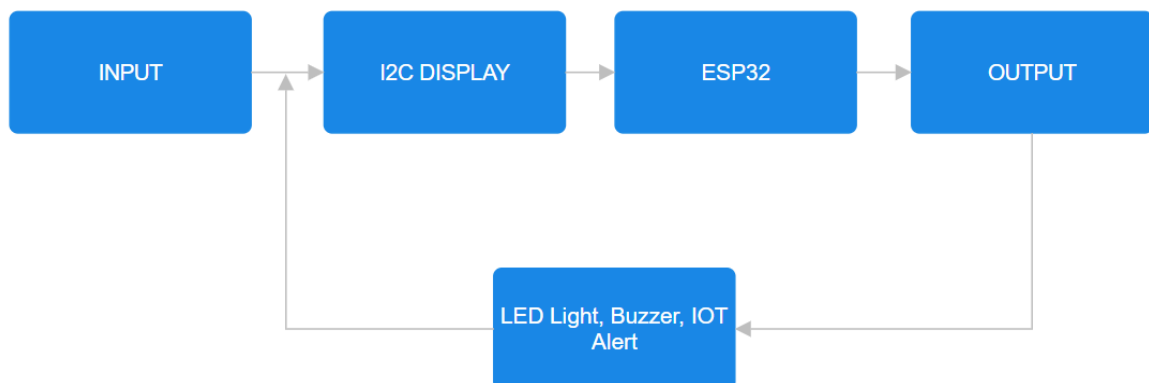 INPUT
I2C DISPLAY
ESP32
OUTPUT
LED Light, Buzzer, IOT
Alert